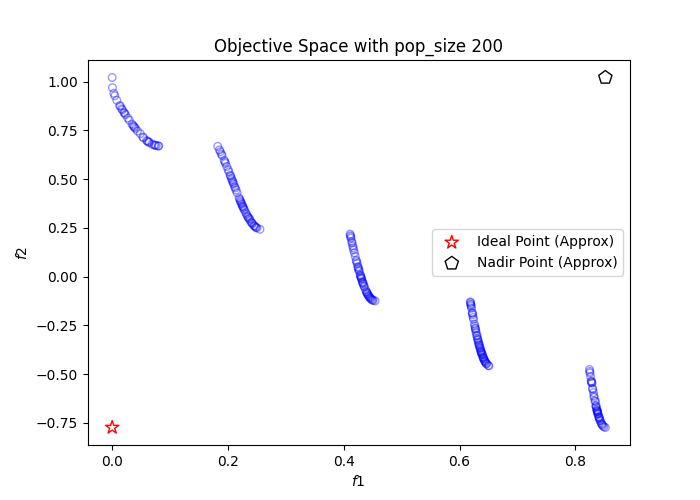 Objective Space with pop_size 200
1.00
0.75
0.50
0.25
0.00
−0.25
−0.50
−0.75
f2
Ideal Point (Approx)
Nadir Point (Approx)
0.0 0.2 0.4 0.6 0.8
f1